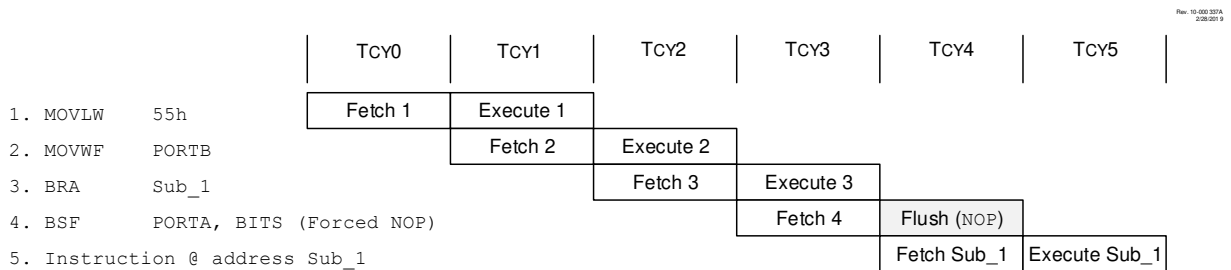 Rev. 10-000337A
2/28/2019
TCY0 TCY1 TCY2 TCY3 TCY4 TCY5
1. MOVLW 55h Fetch 1 Execute 1
2. MOVWF PORTB Fetch 2 Execute 2
3. BRA Sub_1 Fetch 3 Execute 3
4. BSF PORTA, BITS (Forced NOP) Fetch 4 Flush (NOP)
5. Instruction @ address Sub_1 Fetch Sub_1 Execute Sub_1